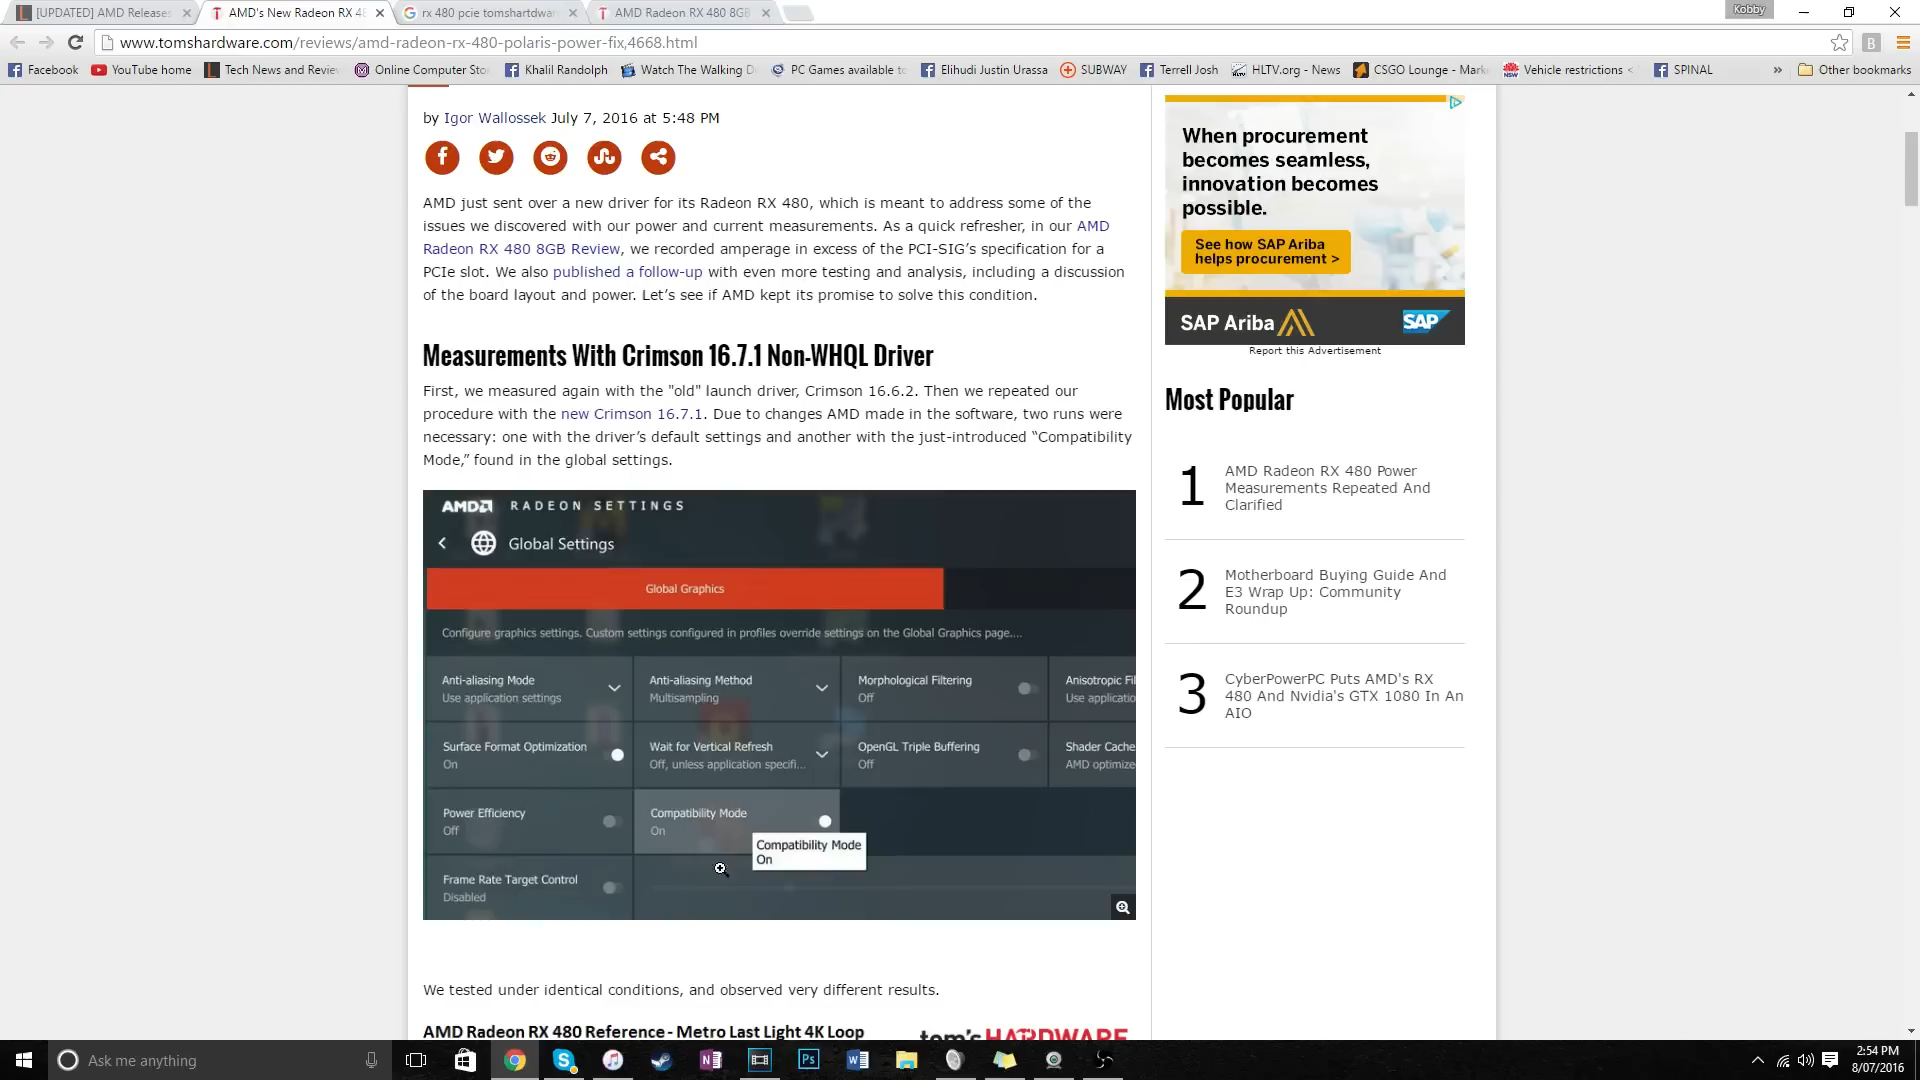 [UPDATED] AMD Releases
AMD's New Radeon RX 48
rx 480 pcie tomshartdwar
AMD Radeon RX 480 8GB
Kobby
www.tomshardware.com/reviews/amd-radeon-rx-480-polaris-power-fix,4668.html
Facebook
YouTube home
Tech News and Revie
Online Computer Sto
Khalil Randolph
Watch The Walking D
PC Games available to
Elihudi Justin Urassa
SUBWAY
Terrell Josh
HLTV.org - News
CSGO Lounge - Mark
Vehicle restrictions <
SPINAL
»
Other bookmarks
by Igor Wallossek July 7, 2016 at 5:48 PM
AMD just sent over a new driver for its Radeon RX 480, which is meant to address some of the
issues we discovered with our power and current measurements. As a quick refresher, in our AMD
Radeon RX 480 8GB Review, we recorded amperage in excess of the PCI-SIG's specification for a
PCIe slot. We also published a follow-up with even more testing and analysis, including a discussion
of the board layout and power. Let's see if AMD kept its promise to solve this condition.
Measurements With Crimson 16.7.1 Non-WHQL Driver
First, we measured again with the "old" launch driver, Crimson 16.6.2. Then we repeated our
procedure with the new Crimson 16.7.1. Due to changes AMD made in the software, two runs were
necessary: one with the driver's default settings and another with the just-introduced “Compatibility
Mode,” found in the global settings.
AMD RADEON SETTINGS
Global Settings
Global Graphics
Configure graphics settings. Custom settings configured in profiles override settings on the Global Graphics page....
Anti-aliasing Mode
Use application settings
Anti-aliasing Method
Multisampling
Morphological Filtering
Off
Anisotropic Fil
Use applicatio
Surface Format Optimization
On
Wait for Vertical Refresh
Off, unless application specifi...
OpenGL Triple Buffering
Off
Shader Cache
AMD optimize
Power Efficiency
Off
Compatibility Mode
On
Compatibility Mode
On
Frame Rate Target Control
Disabled
We tested under identical conditions, and observed very different results.
AMD Radeon RX 480 Reference - Metro Last Light 4K Loop
tom's HARDWARE
When procurement
becomes seamless,
innovation becomes
possible.
See how SAP Ariba
helps procurement >
SAP Ariba
SAP
Report this Advertisement
Most Popular
1
AMD Radeon RX 480 Power
Measurements Repeated And
Clarified
2
Motherboard Buying Guide And
E3 Wrap Up: Community
Roundup
3
CyberPowerPC Puts AMD's RX
480 And Nvidia's GTX 1080 In An
AIO
Ask me anything
2:54 PM
8/07/2016